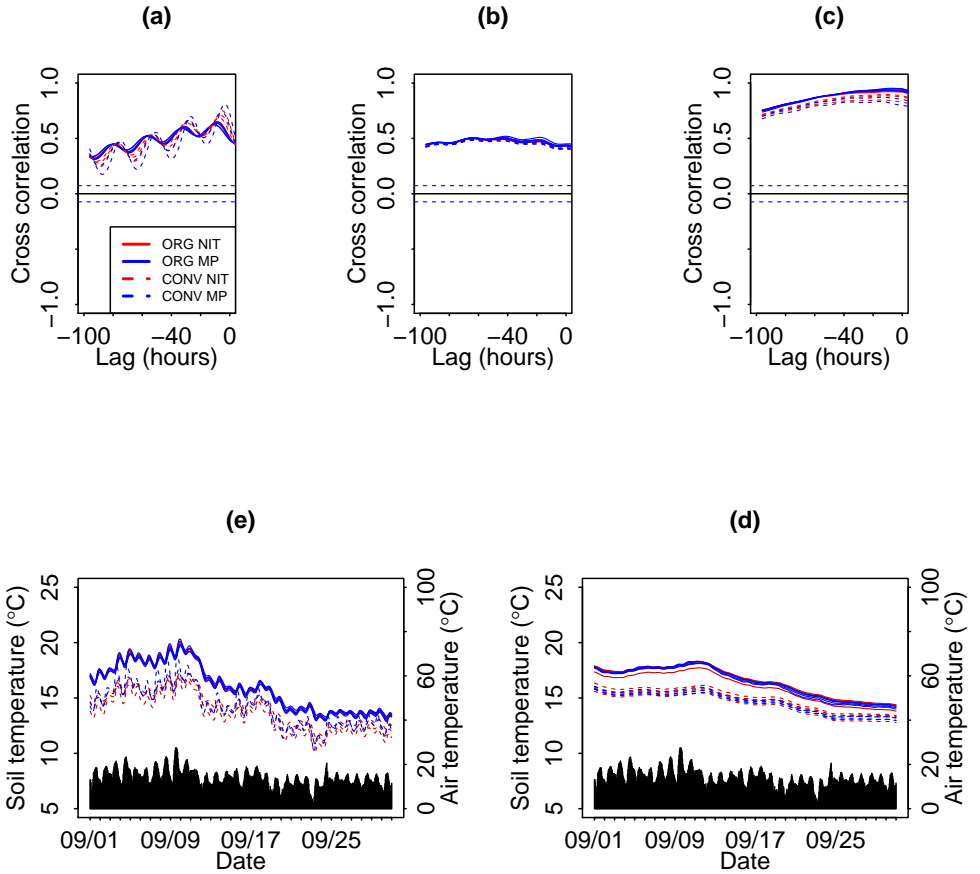 (a)
(b)
(c)
Cross correlation
1.0
0.5
0.0
−1.0
ORG NIT
ORG MP
CONV NIT
CONV MP
−100
−40
0
Lag (hours)
Cross correlation
1.0
0.5
0.0
−1.0
−100
−40
0
Lag (hours)
Cross correlation
1.0
0.5
0.0
−1.0
−100
−40
0
Lag (hours)
(e)
(d)
Soil temperature (°C)
25
20
15
10
5
100
60
20
0
Air temperature (°C)
09/01
09/09
09/17
09/25
Date
Soil temperature (°C)
25
20
15
10
5
100
60
20
0
Air temperature (°C)
09/01
09/09
09/17
09/25
Date